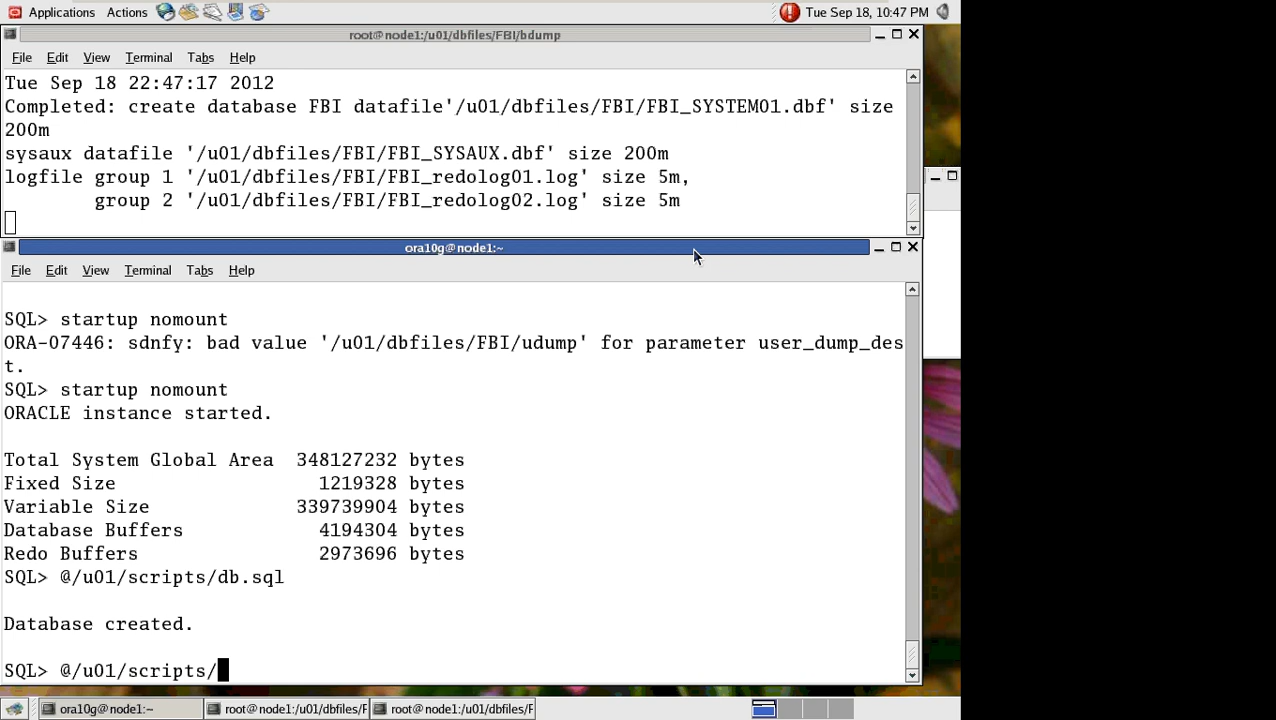 Applications Actions Tue Sep 18, 10:47 PM
root@node1:/u01/dbfiles/FBI/bdump
File Edit View Terminal Tabs Help
Tue Sep 18 22:47:17 2012
Completed: create database FBI datafile'/u01/dbfiles/FBI/FBI_SYSTEM01.dbf' size
200m
sysaux datafile '/u01/dbfiles/FBI/FBI_SYSAUX.dbf' size 200m
logfile group 1 '/u01/dbfiles/FBI/FBI_redolog01.log' size 5m,
group 2 '/u01/dbfiles/FBI/FBI_redolog02.log' size 5m
ora10g@node1:~
File Edit View Terminal Tabs Help
SQL> startup nomount
ORA-07446: sdnfy: bad value '/u01/dbfiles/FBI/udump' for parameter user_dump_des
t.
SQL> startup nomount
ORACLE instance started.
Total System Global Area 348127232 bytes
Fixed Size 1219328 bytes
Variable Size 339739904 bytes
Database Buffers 4194304 bytes
Redo Buffers 2973696 bytes
SQL> @/u01/scripts/db.sql
Database created.
SQL> @/u01/scripts/
ora10g@node1:~ root@node1:/u01/dbfiles/F root@node1:/u01/dbfiles/F